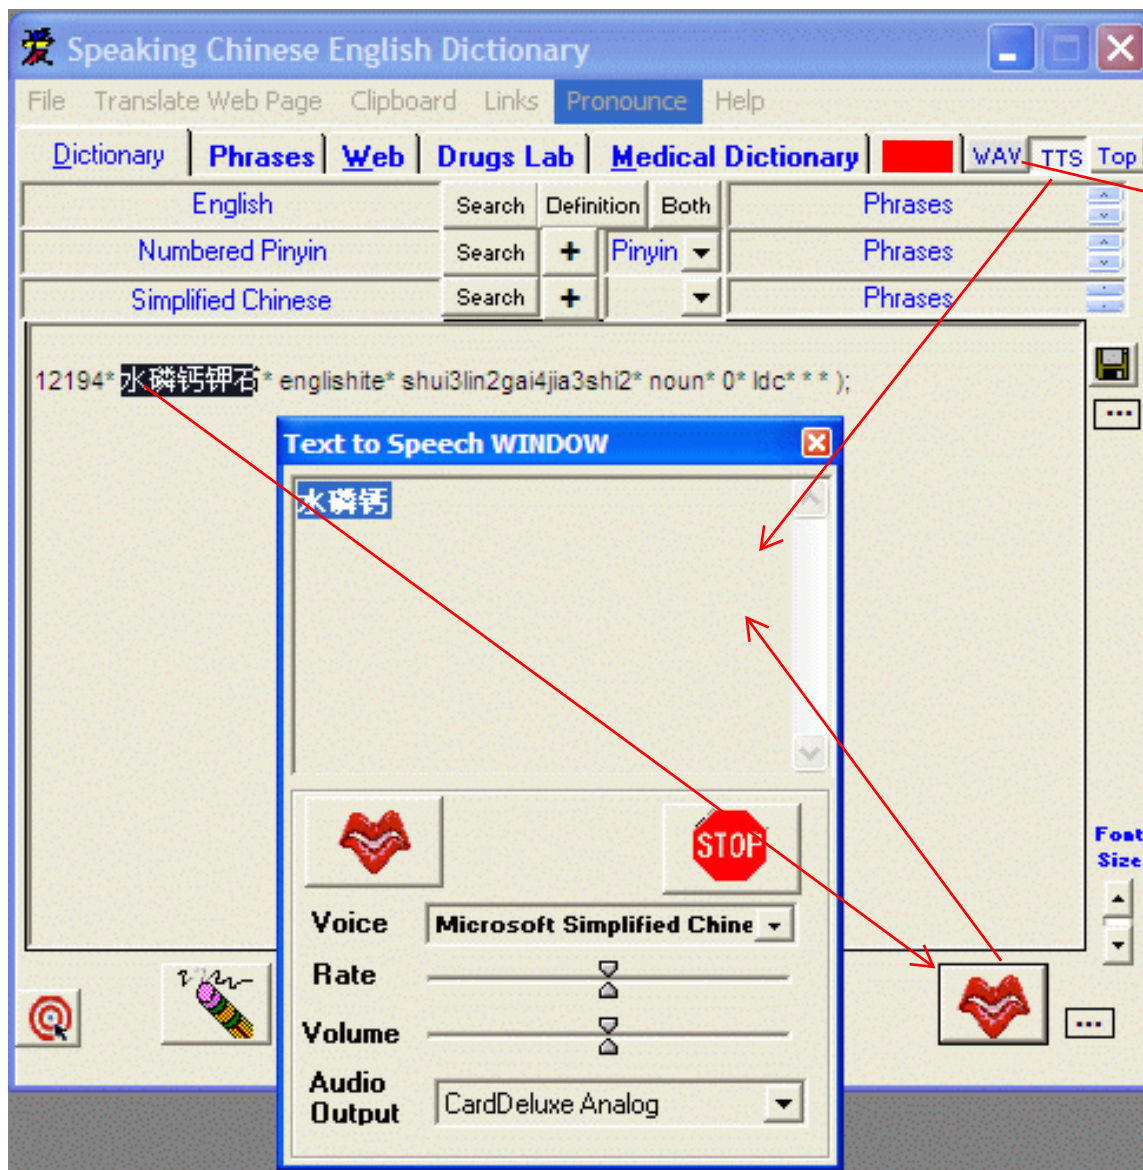 Speaking Chinese English Dictionary
File Translate Web Page Clipboard Links Pronounce Help
Dictionary Phrases Web Drugs Lab Medical Dictionary WAV TTS Top
English Search Definition Both Phrases
Numbered Pinyin Search + Pinyin Phrases
Simplified Chinese Search + Phrases
12194* 水磷钙钾石* englishite* shui3lin2gai4jia3shi2* noun* 0* ldc* * * );
...
Text to Speech WINDOW
水磷钙
STOP
Font
Size
Voice Microsoft Simplified Chine
Rate
Volume
...
Audio
Output CardDeluxe Analog